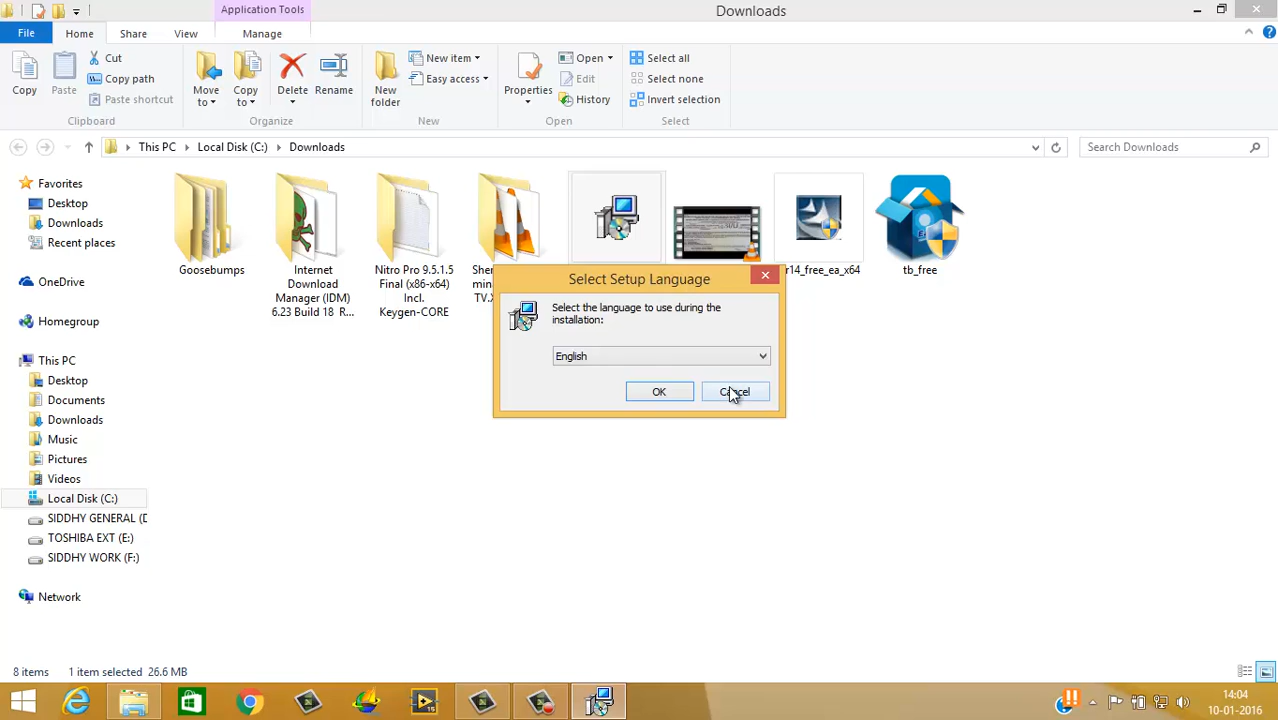 Application Tools
Downloads
File
Home
Share
View
Manage
Copy
Paste
Cut
Copy path
Paste shortcut
Clipboard
Move to
Copy to
Delete
Rename
Organize
New folder
New item
Easy access
New
Properties
Open
Edit
History
Open
Select all
Select none
Invert selection
Select
This PC
Local Disk (C:)
Downloads
Search Downloads
Favorites
Desktop
Downloads
Recent places
OneDrive
Homegroup
This PC
Desktop
Documents
Downloads
Music
Pictures
Videos
Local Disk (C:)
SIDDHY GENERAL (D
TOSHIBA EXT (E:)
SIDDHY WORK (F:)
Network
Goosebumps
Internet
Download
Manager (IDM)
6.23 Build 18 R...
Nitro Pro 9.5.1.5
Final (x86-x64)
Incl.
Keygen-CORE
Sher
min
TV.
r14_free_ea_x64
tb_free
Select Setup Language
Select the language to use during the
installation:
English
OK
Cancel
8 items
1 item selected 26.6 MB
15
14:04
10-01-2016